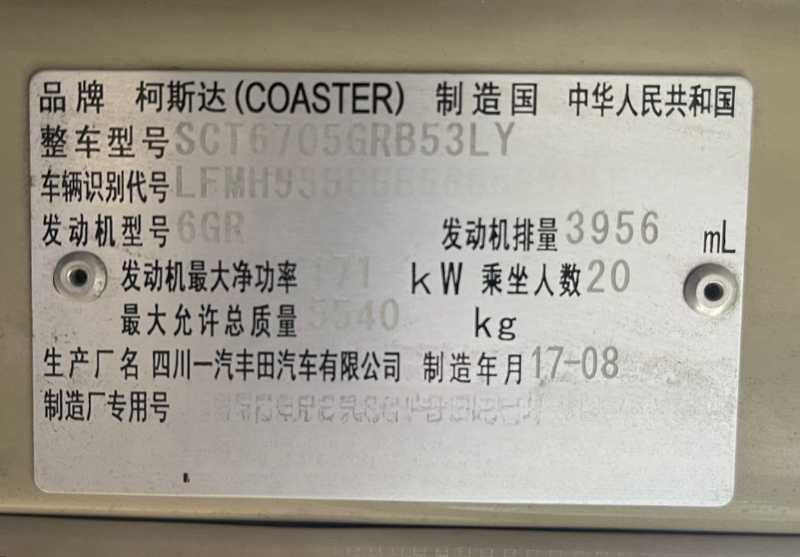 品牌 柯斯达(COASTER) 制造国 中华人民共和国
整车型号 SCT6705GRB53LY
车辆识别代号
发动机型号 6GR 发动机排量 3956 mL
发动机最大净功率 171 kW 乘坐人数 20
最大允许总质量 5540 kg
生产厂名 四川一汽丰田汽车有限公司 制造年月 17-08
制造厂专用号